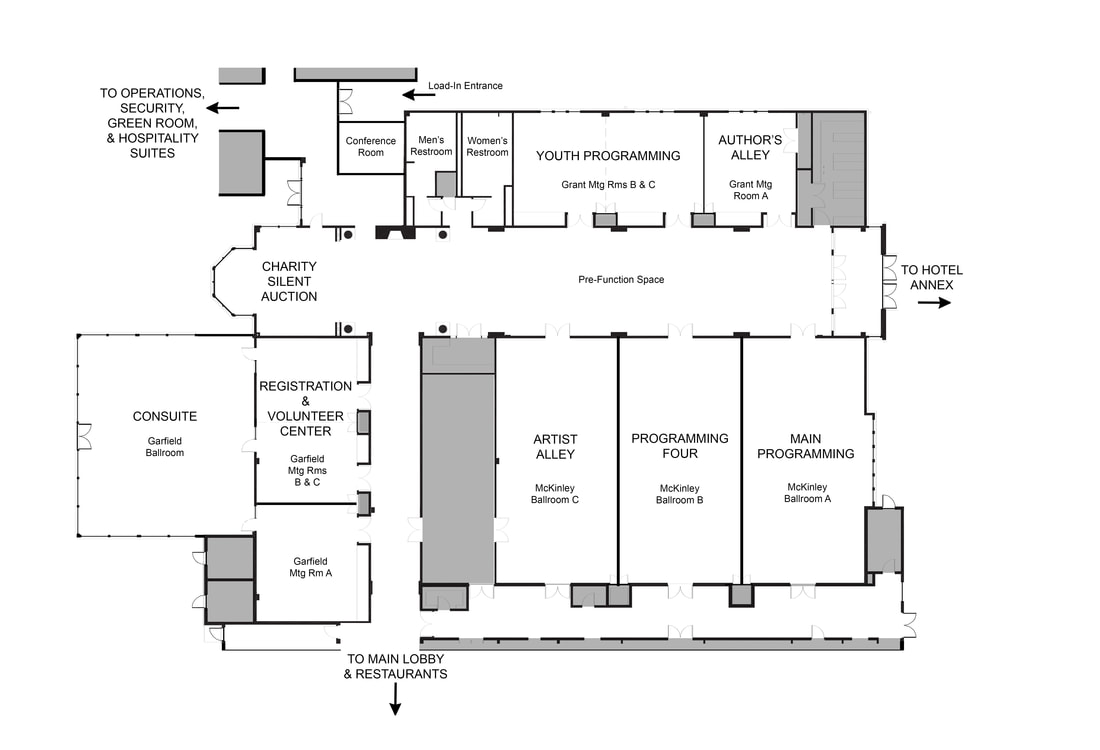 Load-In Entrance
TO OPERATIONS,
SECURITY,
GREEN ROOM,
& HOSPITALITY
SUITES
Conference
Room
Men's
Restroom
Women's
Restroom
YOUTH PROGRAMMING
Grant Mtg Rms B & C
AUTHOR'S
ALLEY
Grant Mtg
Room A
CHARITY
SILENT
AUCTION
Pre-Function Space
TO HOTEL
ANNEX
CONSUITE
Garfield
Ballroom
REGISTRATION
&
VOLUNTEER
CENTER
Garfield
Mtg Rms
B & C
ARTIST
ALLEY
McKinley
Ballroom C
PROGRAMMING
FOUR
McKinley
Ballroom B
MAIN
PROGRAMMING
McKinley
Ballroom A
Garfield
Mtg Rm A
TO MAIN LOBBY
& RESTAURANTS